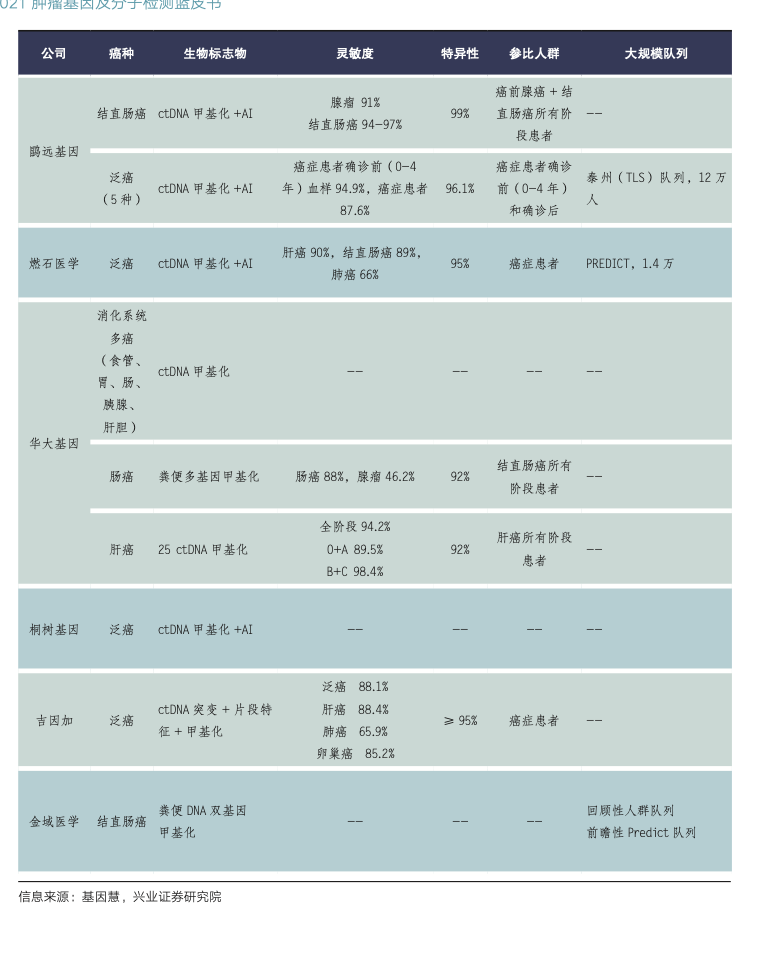 021 肿瘤基因及分子检测蓝皮书
公司 癌种 生物标志物 灵敏度 特异性 参比人群 大规模队列
鹍远基因
结直肠癌 ctDNA 甲基化 +AI
腺瘤 91%
结直肠癌 94-97%
99%
癌前腺癌 + 结
直肠癌所有阶
段患者
——
泛癌
（5 种）
ctDNA 甲基化 +AI
癌症患者确诊前（0-4
年）血样 94.9%，癌症患者
87.6%
96.1%
癌症患者确诊
前（0-4 年）
和确诊后
泰州（TLS）队列，12 万
人
燃石医学 泛癌 ctDNA 甲基化 +AI
肝癌 90%，结直肠癌 89%，
肺癌 66%
95% 癌症患者 PREDICT，1.4 万
华大基因
消化系统
多癌
（食管、
胃、肠、
胰腺、
肝胆）
ctDNA 甲基化 —— —— —— ——
肠癌 粪便多基因甲基化 肠癌 88%，腺瘤 46.2% 92%
结直肠癌所有
阶段患者
——
肝癌 25 ctDNA 甲基化
全阶段 94.2%
0+A 89.5%
B+C 98.4%
92%
肝癌所有阶段
患者
——
桐树基因 泛癌 ctDNA 甲基化 +AI —— —— —— ——
吉因加 泛癌
ctDNA 突变 + 片段特
征 + 甲基化
泛癌 88.1%
肝癌 88.4%
肺癌 65.9%
卵巢癌 85.2%
≥ 95% 癌症患者 ——
金域医学 结直肠癌
粪便 DNA 双基因
甲基化
—— —— ——
回顾性人群队列
前瞻性 Predict 队列
信息来源：基因慧，兴业证券研究院